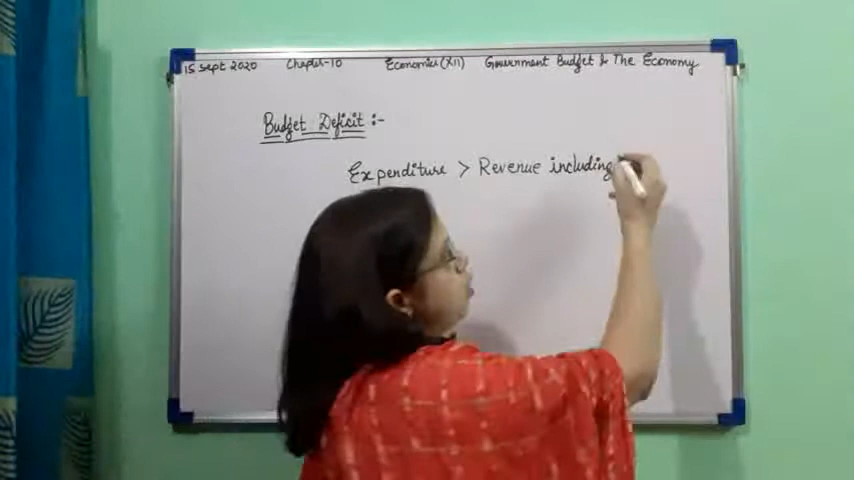 15 Sept 2020 Chapter-10 Economics (XII) Government Budget & The Economy
Budget Deficit :-
Expenditure > Revenue including